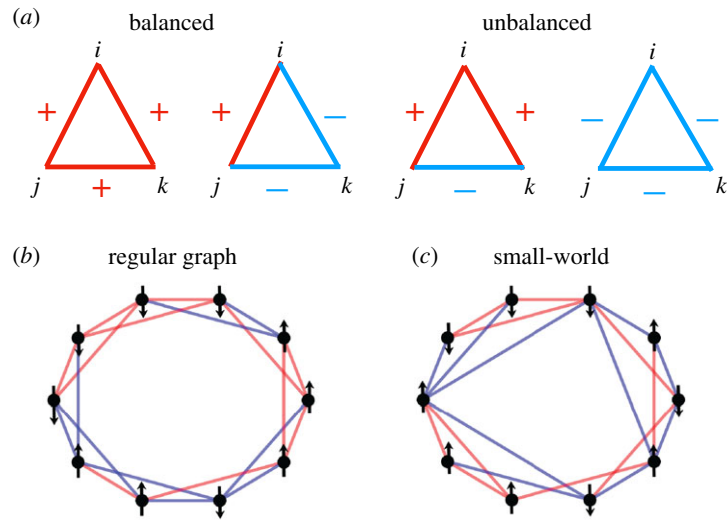 (a) balanced unbalanced
i i i i
+ + + − + + − −
j + k j − k j − k j − k
(b) regular graph (c) small-world